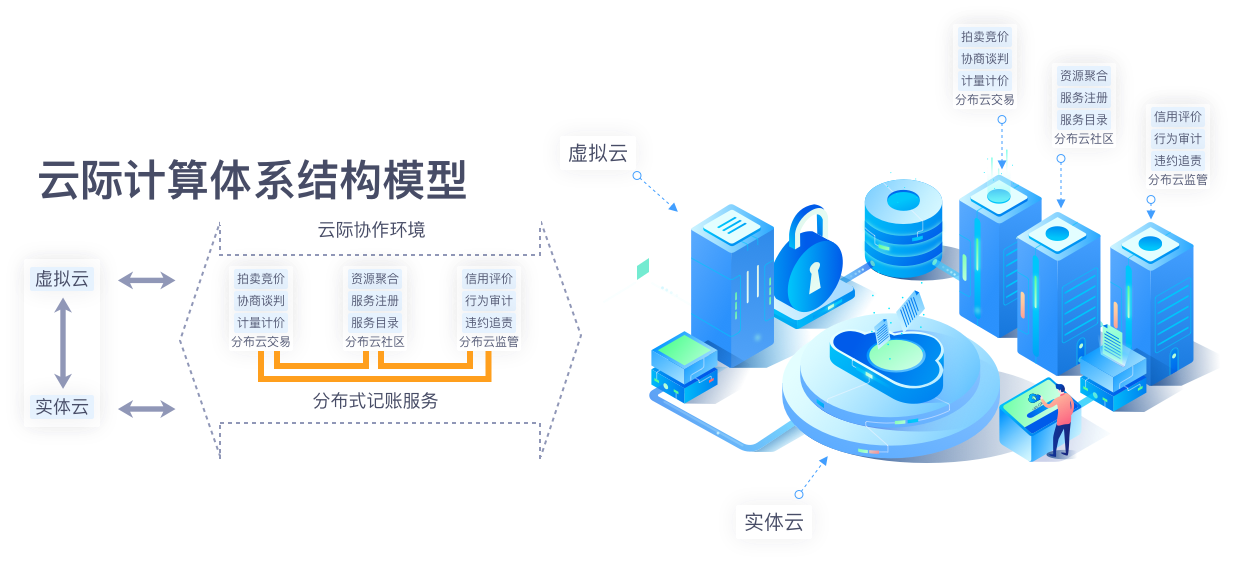 云际计算体系结构模型
云际协作环境
虚拟云
实体云
拍卖竞价
协商谈判
计量计价
分布云交易
资源聚合
服务注册
服务目录
分布云社区
信用评价
行为审计
违约追责
分布云监管
分布式记账服务
虚拟云
拍卖竞价
协商谈判
计量计价
分布云交易
资源聚合
服务注册
服务目录
分布云社区
信用评价
行为审计
违约追责
分布云监管
实体云